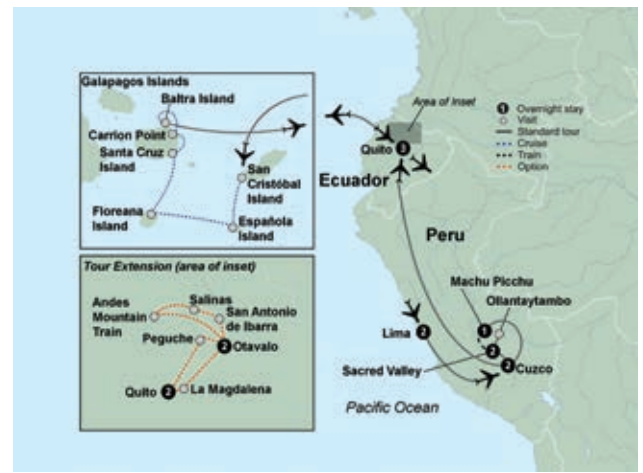 Galapagos Islands
Baltra Island
Carrion Point
Santa Cruz
Island
San
Cristóbal
Island
Floreana
Island
Española
Island
Tour Extension (area of inset)
Andes
Mountain
Train
Salinas
San Antonio
de Ibarra
Peguche
2 Otavalo
Quito 2
La Magdalena
Area of Inset
Quito 3
Ecuador
Peru
1 Overnight stay
Visit
Standard tour
Cruise
Train
Option
Machu Picchu
Ollantaytambo
1
Lima 2
2
Sacred Valley
2 Cuzco
Pacific Ocean